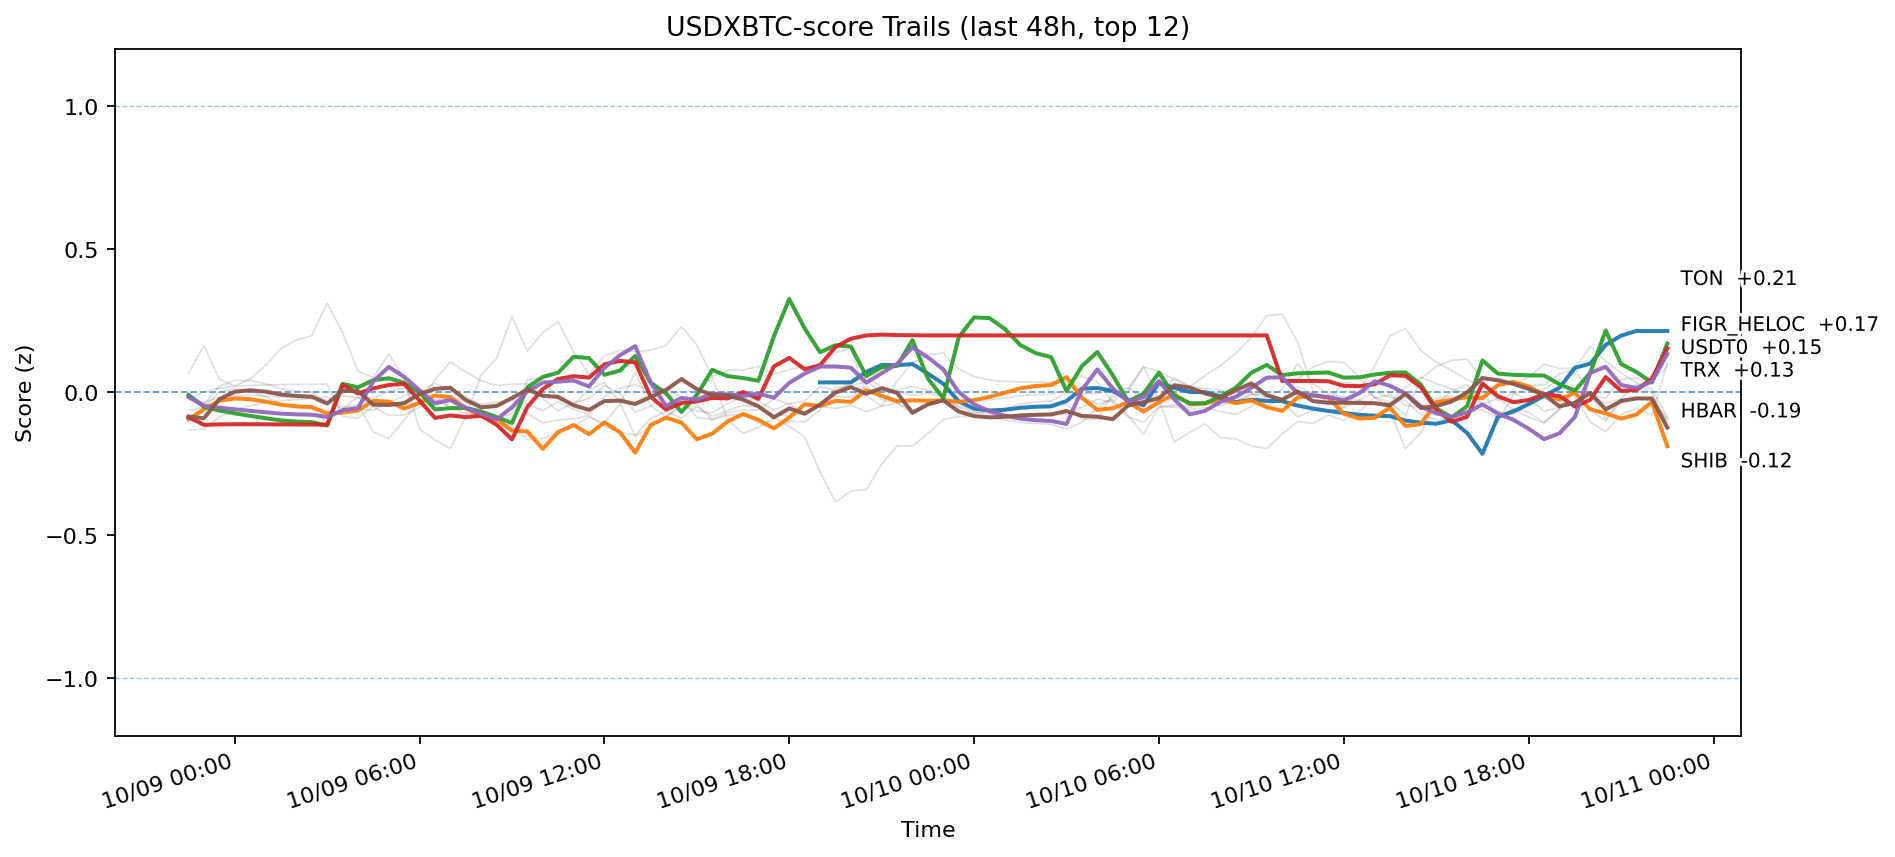 USDXBTC-score Trails (last 48h, top 12)
Score (z)
1.0
0.5
0.0
−0.5
−1.0
TON +0.21
FIGR_HELOC +0.17
USDT0 +0.15
TRX +0.13
HBAR -0.19
SHIB -0.12
10/09 00:00
10/09 06:00
10/09 12:00
10/09 18:00
10/10 00:00
10/10 06:00
10/10 12:00
10/10 18:00
10/11 00:00
Time